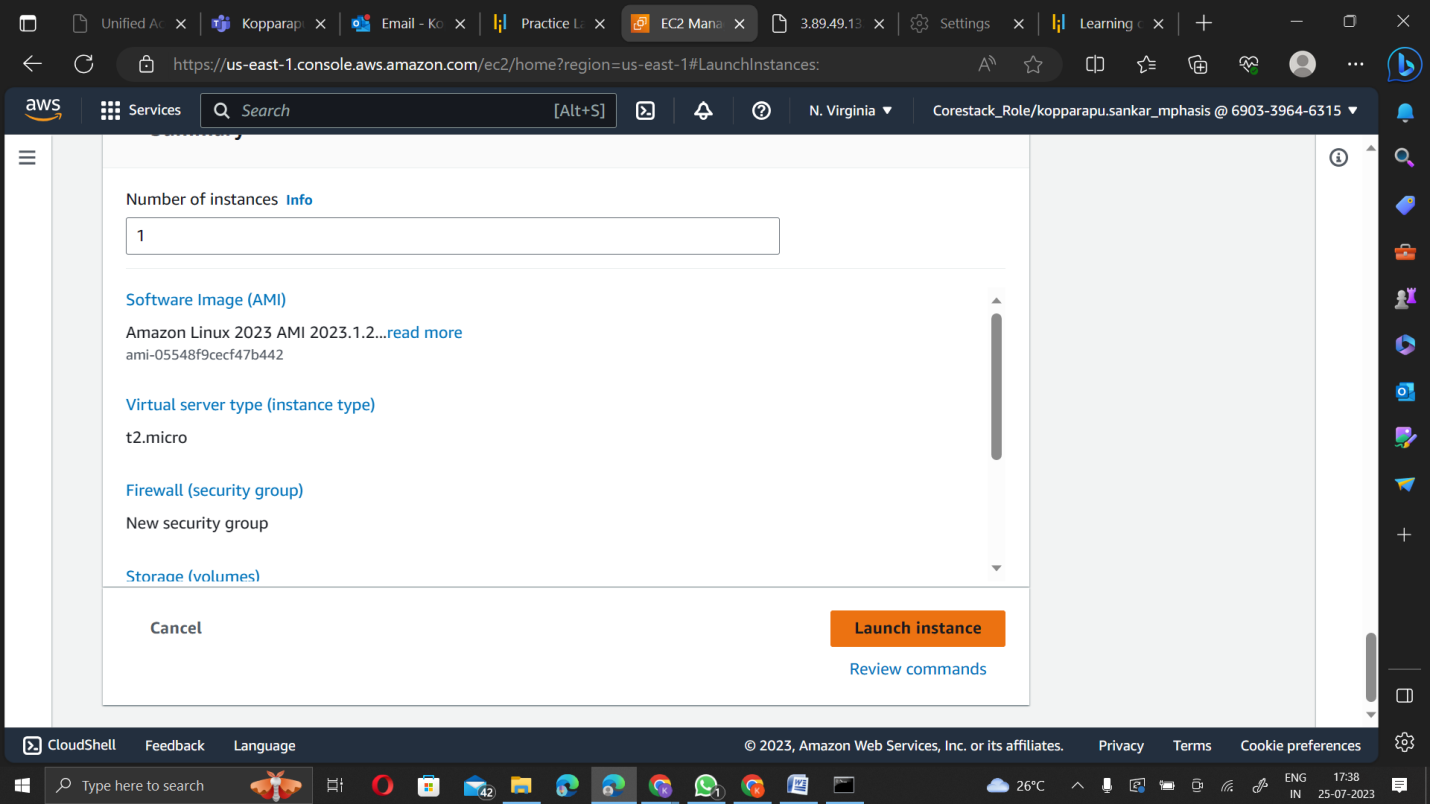 Unified Ac
Kopparap
Email - Ko
Practice La
EC2 Mana
3.89.49.13
Settings
Learning c
https://us-east-1.console.aws.amazon.com/ec2/home?region=us-east-1#LaunchInstances:
aws
Services
Search
[Alt+S]
N. Virginia
Corestack_Role/kopparapu.sankar_mphasis @ 6903-3964-6315
Summary
Number of instances Info
1
Software Image (AMI)
Amazon Linux 2023 AMI 2023.1.2...read more
ami-05548f9cecf47b442
Virtual server type (instance type)
t2.micro
Firewall (security group)
New security group
Storage (volumes)
Cancel
Launch instance
Review commands
CloudShell
Feedback
Language
© 2023, Amazon Web Services, Inc. or its affiliates.
Privacy
Terms
Cookie preferences
Type here to search
42
1
26°C
ENG
IN
17:38
25-07-2023